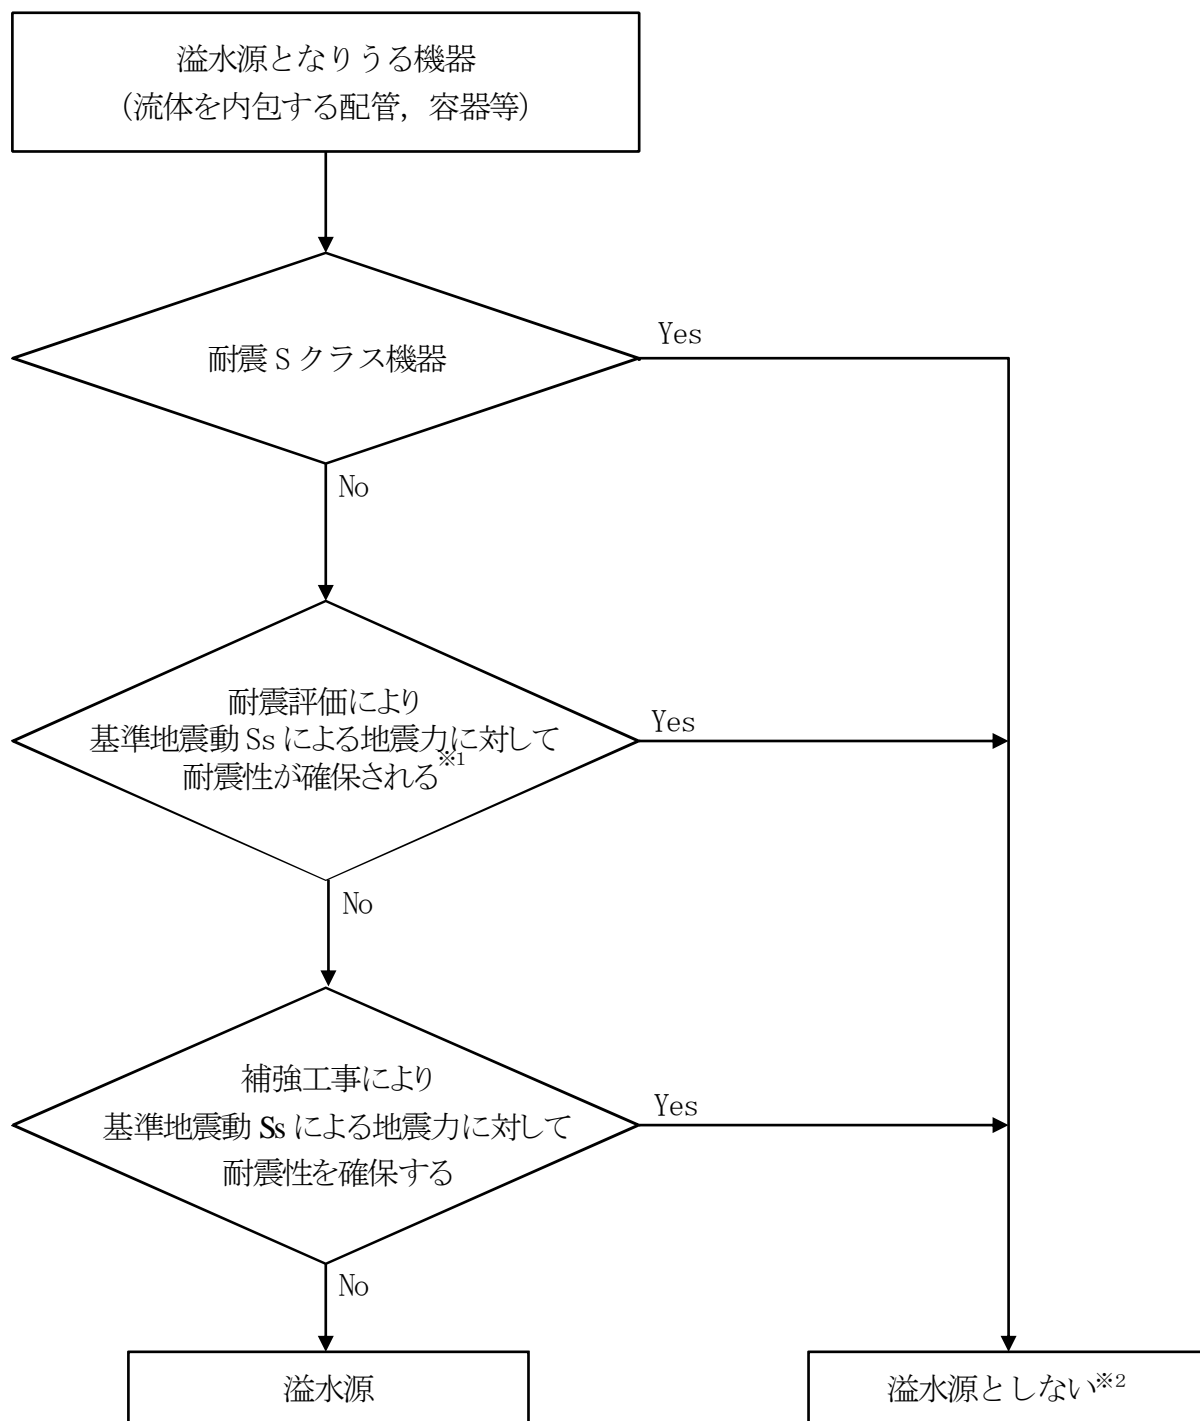 溢水源となりうる機器
（流体を内包する配管，容器等）
耐震Ｓクラス機器
Yes
No
耐震評価により
基準地震動 Ss による地震力に対して
耐震性が確保される※1
Yes
No
補強工事により
基準地震動 Ss による地震力に対して
耐震性を確保する
Yes
No
溢水源
溢水源としない※2